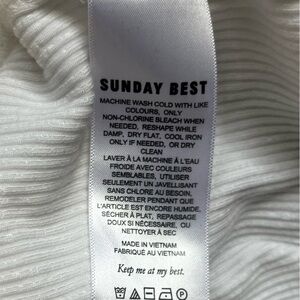 SUNDAY BEST
MACHINE WASH COLD WITH LIKE
COLOURS, ONLY
NON-CHLORINE BLEACH WHEN
NEEDED, RESHAPE WHILE
DAMP, DRY FLAT, COOL IRON
ONLY IF NEEDED, OR DRY
CLEAN
LAVER À LA MACHINE À L'EAU
FROIDE AVEC COULEURS
SEMBLABLES, UTILISER
SEULEMENT UN JAVELLISANT
SANS CHLORE AU BESOIN,
REMODELER PENDANT QUE
L'ARTICLE EST ENCORE HUMIDE,
SÉCHER À PLAT, REPASSAGE
DOUX SI NÉCESSAIRE, OU
NETTOYER À SEC
MADE IN VIETNAM
FABRIQUÉ AU VIETNAM
Keep me at my best.